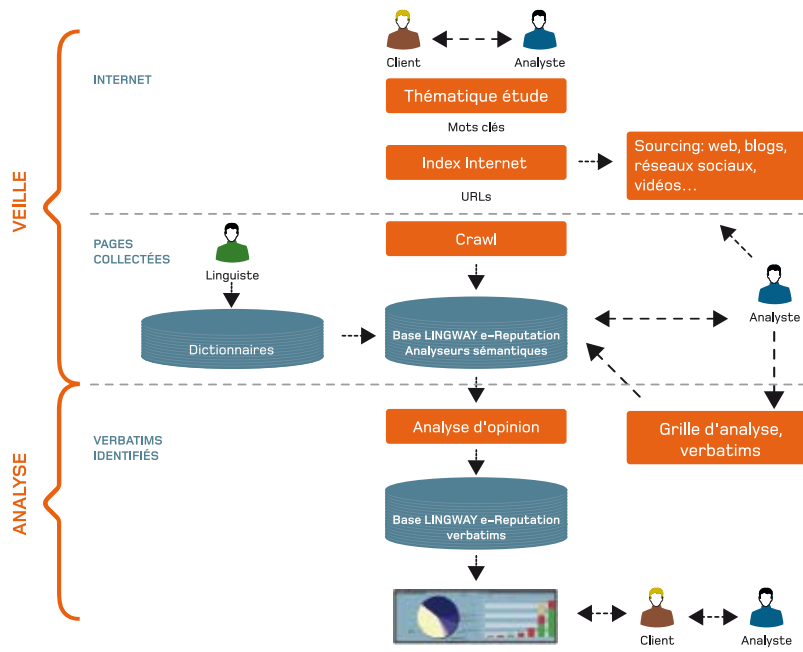 Client
Analyste
INTERNET
Thématique étude
Mots clés
Index Internet
Sourcing: web, blogs,
réseaux sociaux,
vidéos...
URLs
VEILLE
PAGES
COLLECTÉES
Linguiste
Crawl
Analyste
Dictionnaires
Base LINGWAY e-Reputation
Analyseurs sémantiques
ANALYSE
VERBATIMS
IDENTIFIÉS
Analyse d'opinion
Grille d'analyse,
verbatims
Base LINGWAY e-Reputation
verbatims
Client
Analyste